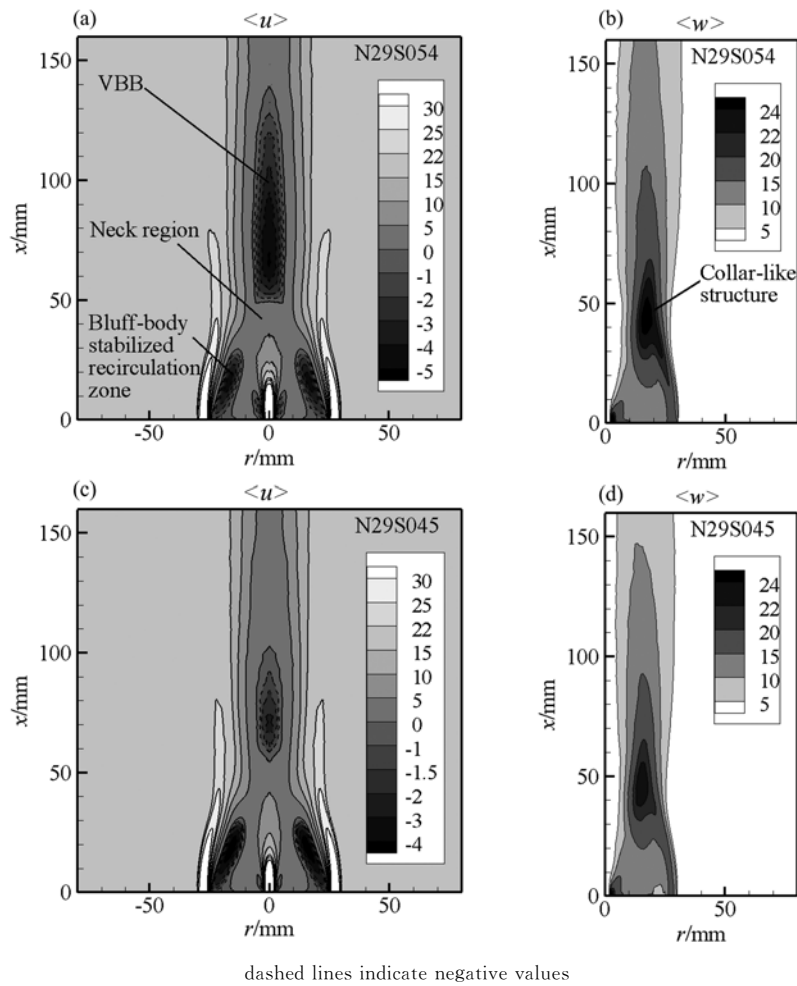 (a)
<u>
N29S054
VBB
Neck region
Bluff-body
stabilized
recirculation
zone
30
25
22
15
10
5
0
-1
-2
-3
-4
-5
x/mm
150
100
50
0
-50
0
50
r/mm
(b)
<w>
N29S054
24
22
20
15
10
5
Collar-like
structure
x/mm
150
100
50
0
0
50
r/mm
(c)
<u>
N29S045
30
25
22
15
10
5
0
-1
-1.5
-2
-3
-4
x/mm
150
100
50
0
-50
0
50
r/mm
(d)
<w>
N29S045
24
22
20
15
10
5
x/mm
150
100
50
0
0
50
r/mm
dashed lines indicate negative values